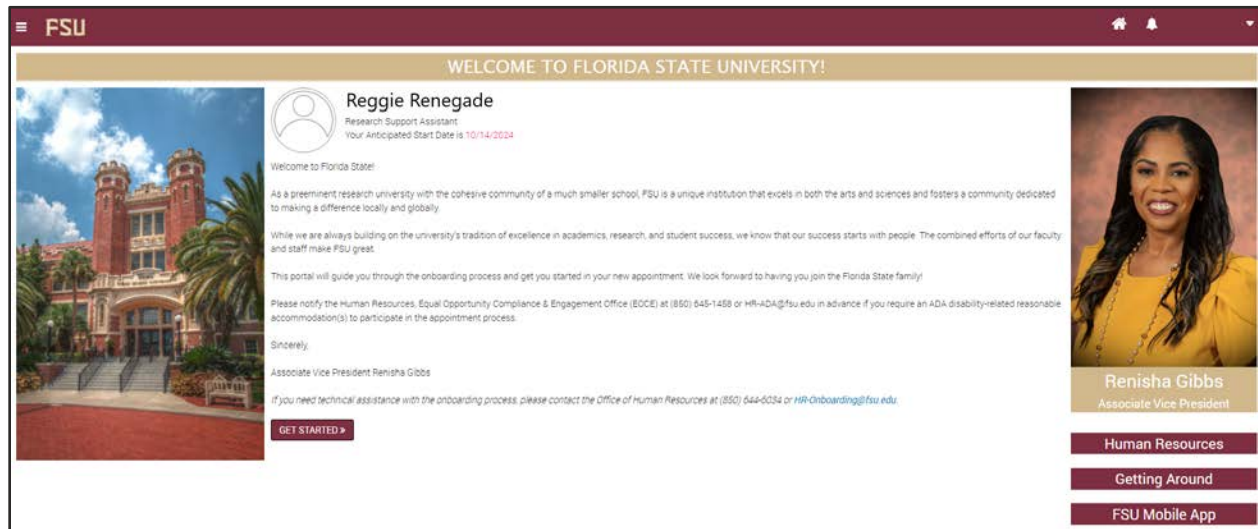 FSU
WELCOME TO FLORIDA STATE UNIVERSITY!
Reggie Renegade
Research Support Assistant
Your Anticipated Start Date is 10/14/2024
Welcome to Florida State!
As a preeminent research university with the cohesive community of a much smaller school, FSU is a unique institution that excels in both the arts and sciences and fosters a community dedicated
to making a difference locally and globally.
While we are always building on the university's tradition of excellence in academics, research, and student success, we know that our success starts with people. The combined efforts of our faculty
and staff make FSU great.
This portal will guide you through the onboarding process and get you started in your new appointment. We look forward to having you join the Florida State family!
Please notify the Human Resources, Equal Opportunity Compliance & Engagement Office (EOCE) at (850) 645-1458 or HR-ADA@fsu.edu in advance if you require an ADA disability-related reasonable
accommodation(s) to participate in the appointment process.
Sincerely,
Associate Vice President Renisha Gibbs
If you need technical assistance with the onboarding process, please contact the Office of Human Resources at (850) 644-6034 or HR-Onboarding@fsu.edu.
GET STARTED »
Renisha Gibbs
Associate Vice President
Human Resources
Getting Around
FSU Mobile App